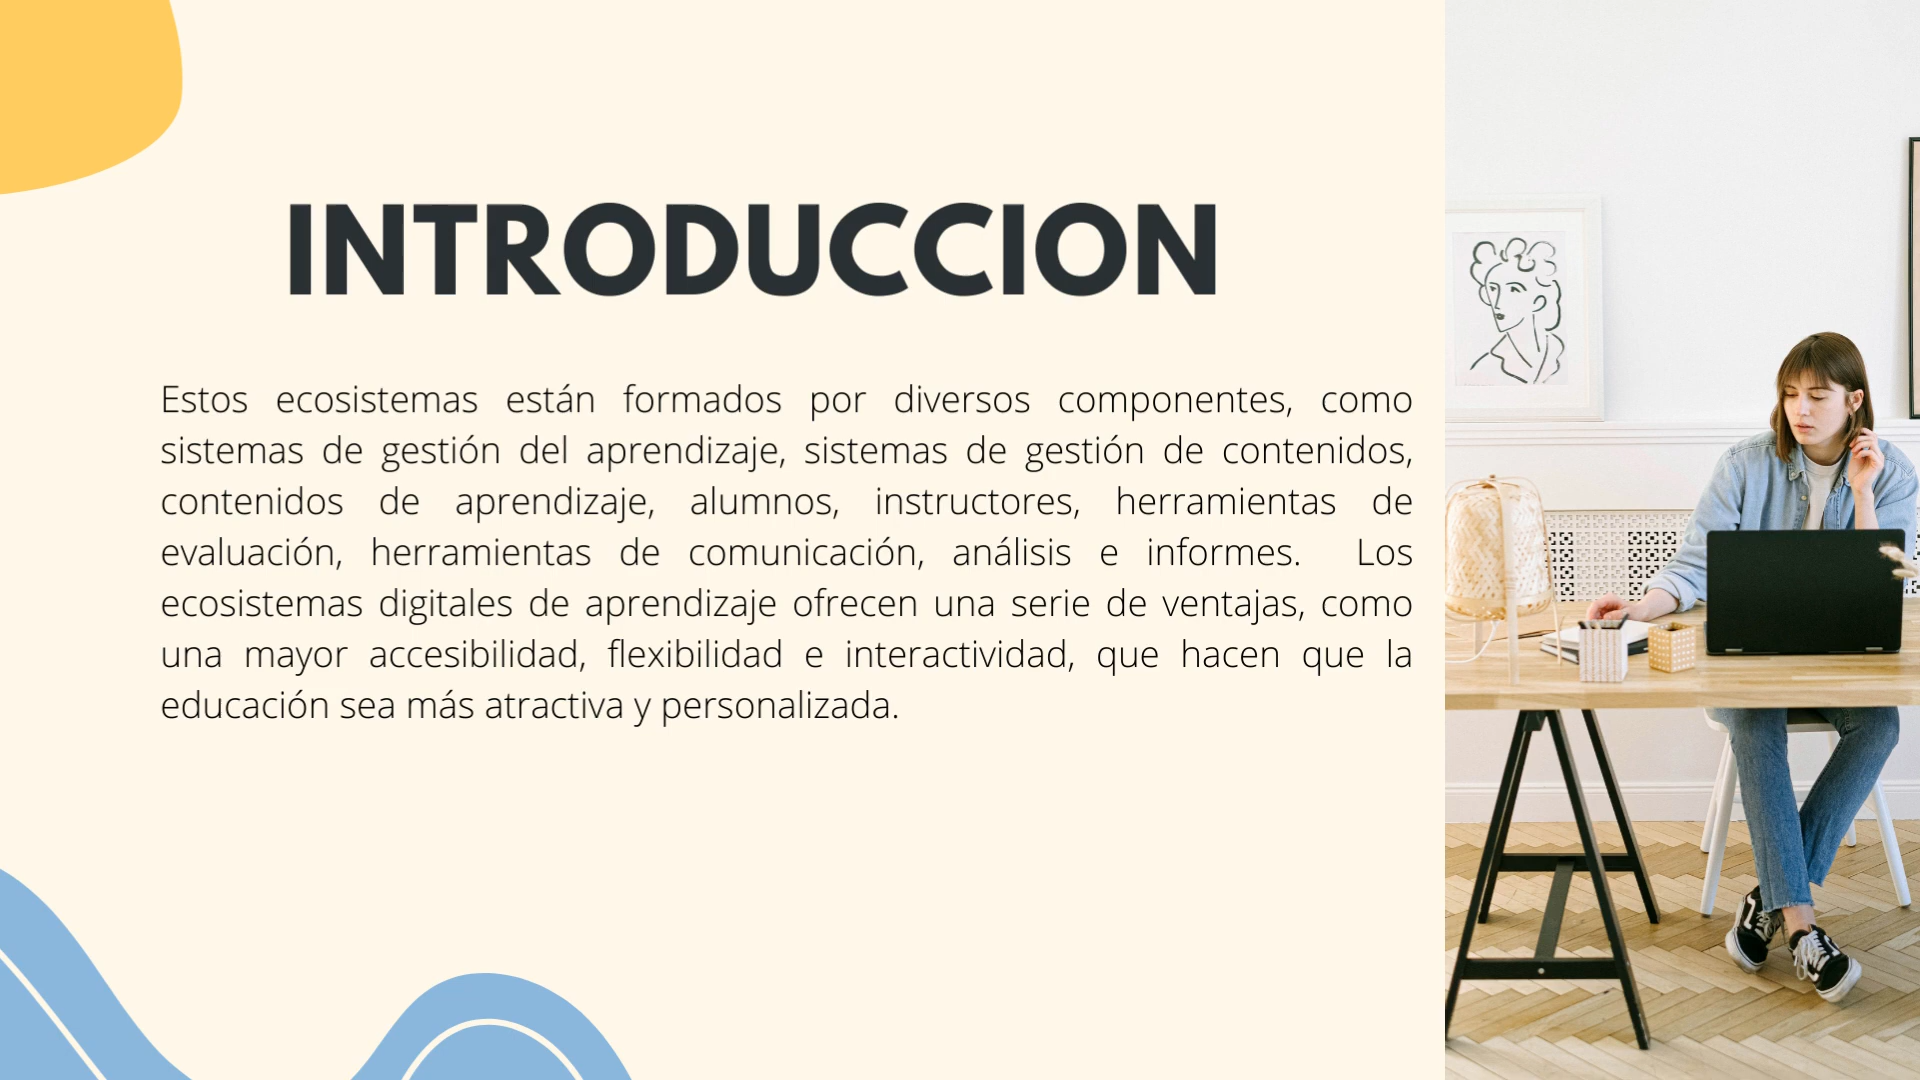 INTRODUCCION
Estos ecosistemas están formados por diversos componentes, como
sistemas de gestión del aprendizaje, sistemas de gestión de contenidos,
contenidos de aprendizaje, alumnos, instructores, herramientas de
evaluación, herramientas de comunicación, análisis e informes.  Los
ecosistemas digitales de aprendizaje ofrecen una serie de ventajas, como
una mayor accesibilidad, flexibilidad e interactividad, que hacen que la
educación sea más atractiva y personalizada.